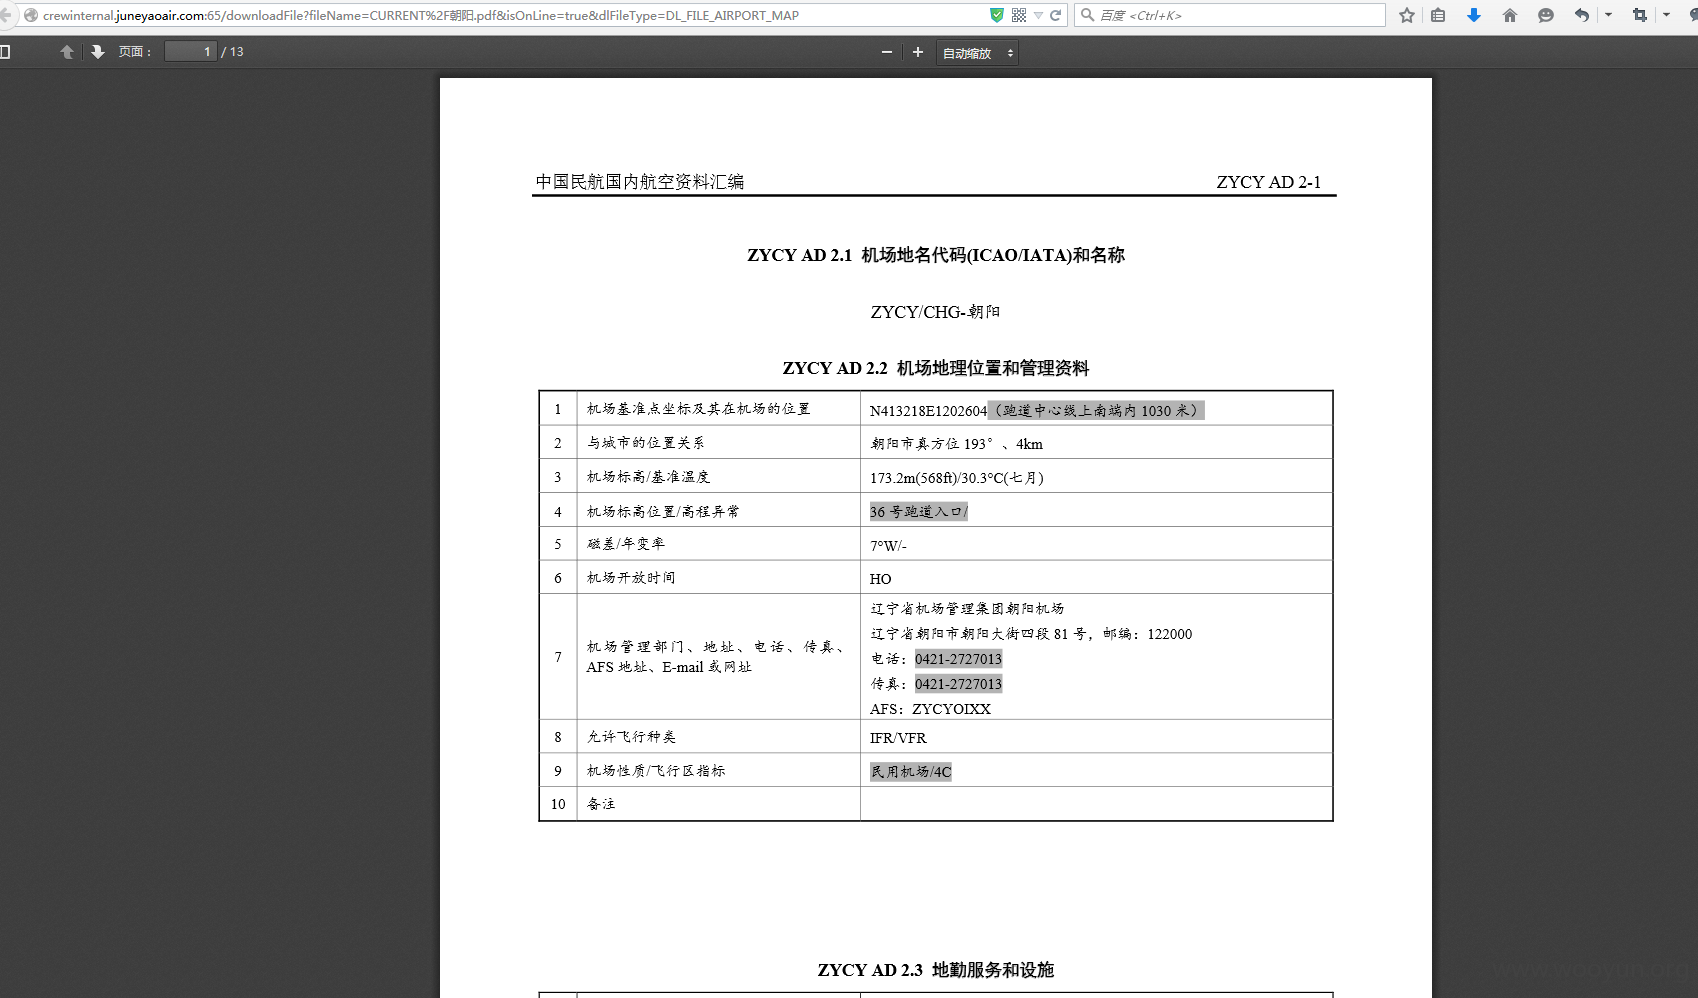 crewinternal.juneyaoair.com:65/downloadFile?fileName=CURRENT%2F朝阳.pdf&isOnLine=true&dlFileType=DL_FILE_AIRPORT_MAP
百度 <Ctrl+K>
页面： 1 / 13
自动缩放
中国民航国内航空资料汇编 ZYCY AD 2-1
ZYCY AD 2.1 机场地名代码(ICAO/IATA)和名称
ZYCY/CHG-朝阳
ZYCY AD 2.2 机场地理位置和管理资料
1 机场基准点坐标及其在机场的位置 N413218E1202604（跑道中心线上南端内 1030 米）
2 与城市的位置关系 朝阳市真方位 193°、4km
3 机场标高/基准温度 173.2m(568ft)/30.3°C(七月)
4 机场标高位置/高程异常 36 号跑道入口/
5 磁差/年变率 7°W/-
6 机场开放时间 HO
7 机场管理部门、地址、电话、传真、
AFS 地址、E-mail 或网址
辽宁省机场管理集团朝阳机场
辽宁省朝阳市朝阳大街四段 81 号，邮编：122000
电话：0421-2727013
传真：0421-2727013
AFS：ZYCYOIXX
8 允许飞行种类 IFR/VFR
9 机场性质/飞行区指标 民用机场/4C
10 备注
ZYCY AD 2.3 地勤服务和设施
www.wooyun.org